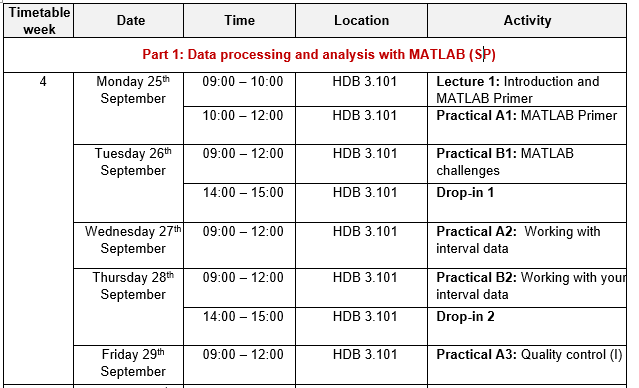 Timetable week Date Time Location Activity
Part 1: Data processing and analysis with MATLAB (SP)
4 Monday 25th September 09:00 – 10:00 HDB 3.101 Lecture 1: Introduction and MATLAB Primer
10:00 – 12:00 HDB 3.101 Practical A1: MATLAB Primer
Tuesday 26th September 09:00 – 12:00 HDB 3.101 Practical B1: MATLAB challenges
14:00 – 15:00 HDB 3.101 Drop-in 1
Wednesday 27th September 09:00 – 12:00 HDB 3.101 Practical A2: Working with interval data
Thursday 28th September 09:00 – 12:00 HDB 3.101 Practical B2: Working with your interval data
14:00 – 15:00 HDB 3.101 Drop-in 2
Friday 29th September 09:00 – 12:00 HDB 3.101 Practical A3: Quality control (I)